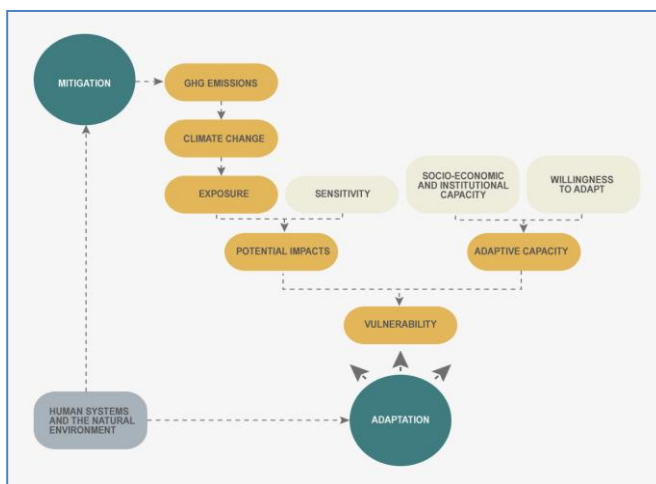 MITIGATION
GHG EMISSIONS
CLIMATE CHANGE
EXPOSURE
SENSITIVITY
SOCIO-ECONOMIC
AND INSTITUTIONAL
CAPACITY
WILLINGNESS
TO ADAPT
POTENTIAL IMPACTS
ADAPTIVE CAPACITY
VULNERABILITY
HUMAN SYSTEMS
AND THE NATURAL
ENVIRONMENT
ADAPTATION